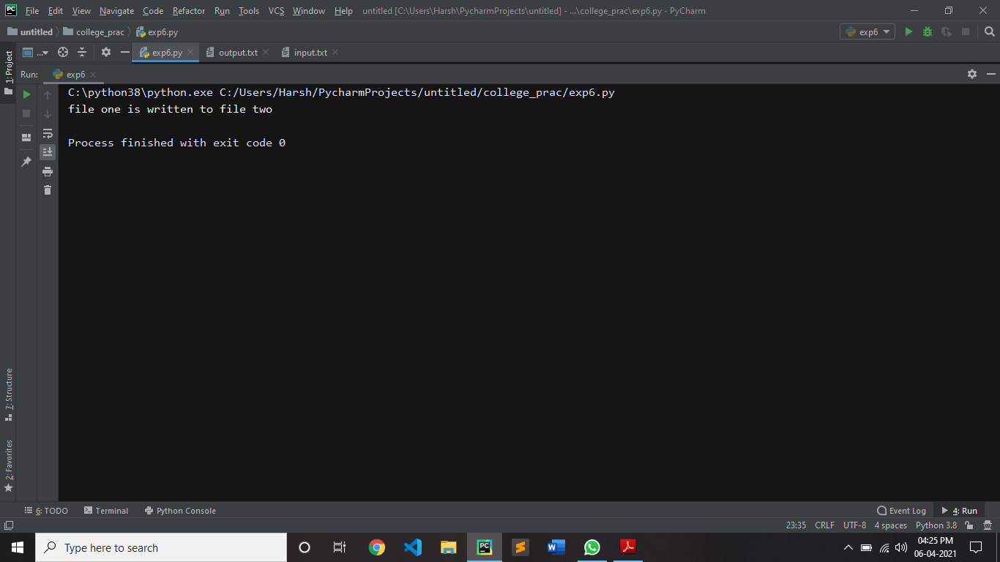 File Edit View Navigate Code Refactor Run Tools VCS Window Help untitled [C:\Users\Harsh\PycharmProjects\untitled] - ...\college_prac\exp6.py - PyCharm
untitled college_prac exp6.py exp6
... exp6.py output.txt input.txt
1: Project
Run: exp6
C:\python38\python.exe C:/Users/Harsh/PycharmProjects/untitled/college_prac/exp6.py
file one is written to file two
Process finished with exit code 0
7: Structure
2: Favorites
6: TODO Terminal Python Console Event Log 4: Run
23:35 CRLF UTF-8 4 spaces Python 3.8
Type here to search
04:25 PM
06-04-2021